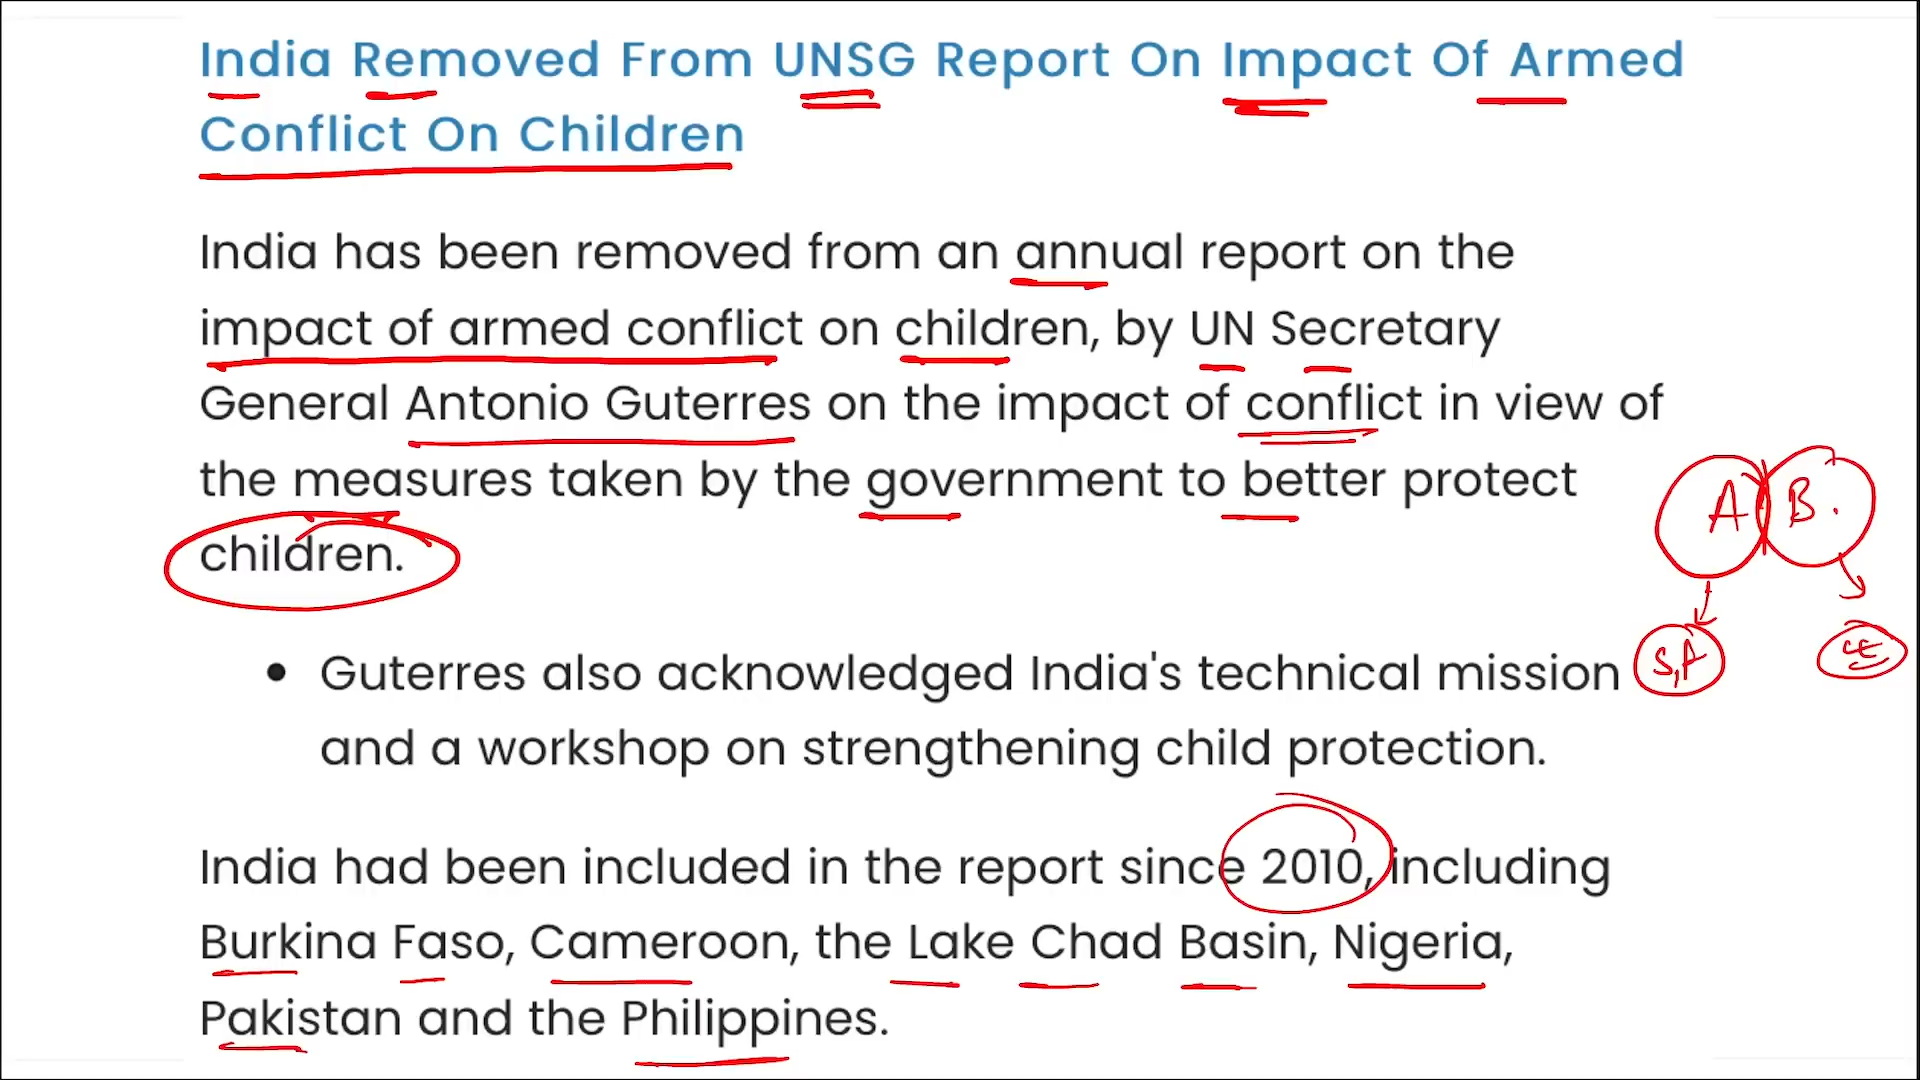 India Removed From UNSG Report On Impact Of Armed
Conflict On Children
India has been removed from an annual report on the
impact of armed conflict on children, by UN Secretary
General Antonio Guterres on the impact of conflict in view of
the measures taken by the government to better protect
children.
A B.
• Guterres also acknowledged India's technical mission
S,A
and a workshop on strengthening child protection.
India had been included in the report since 2010, including
Burkina Faso, Cameroon, the Lake Chad Basin, Nigeria,
Pakistan and the Philippines.